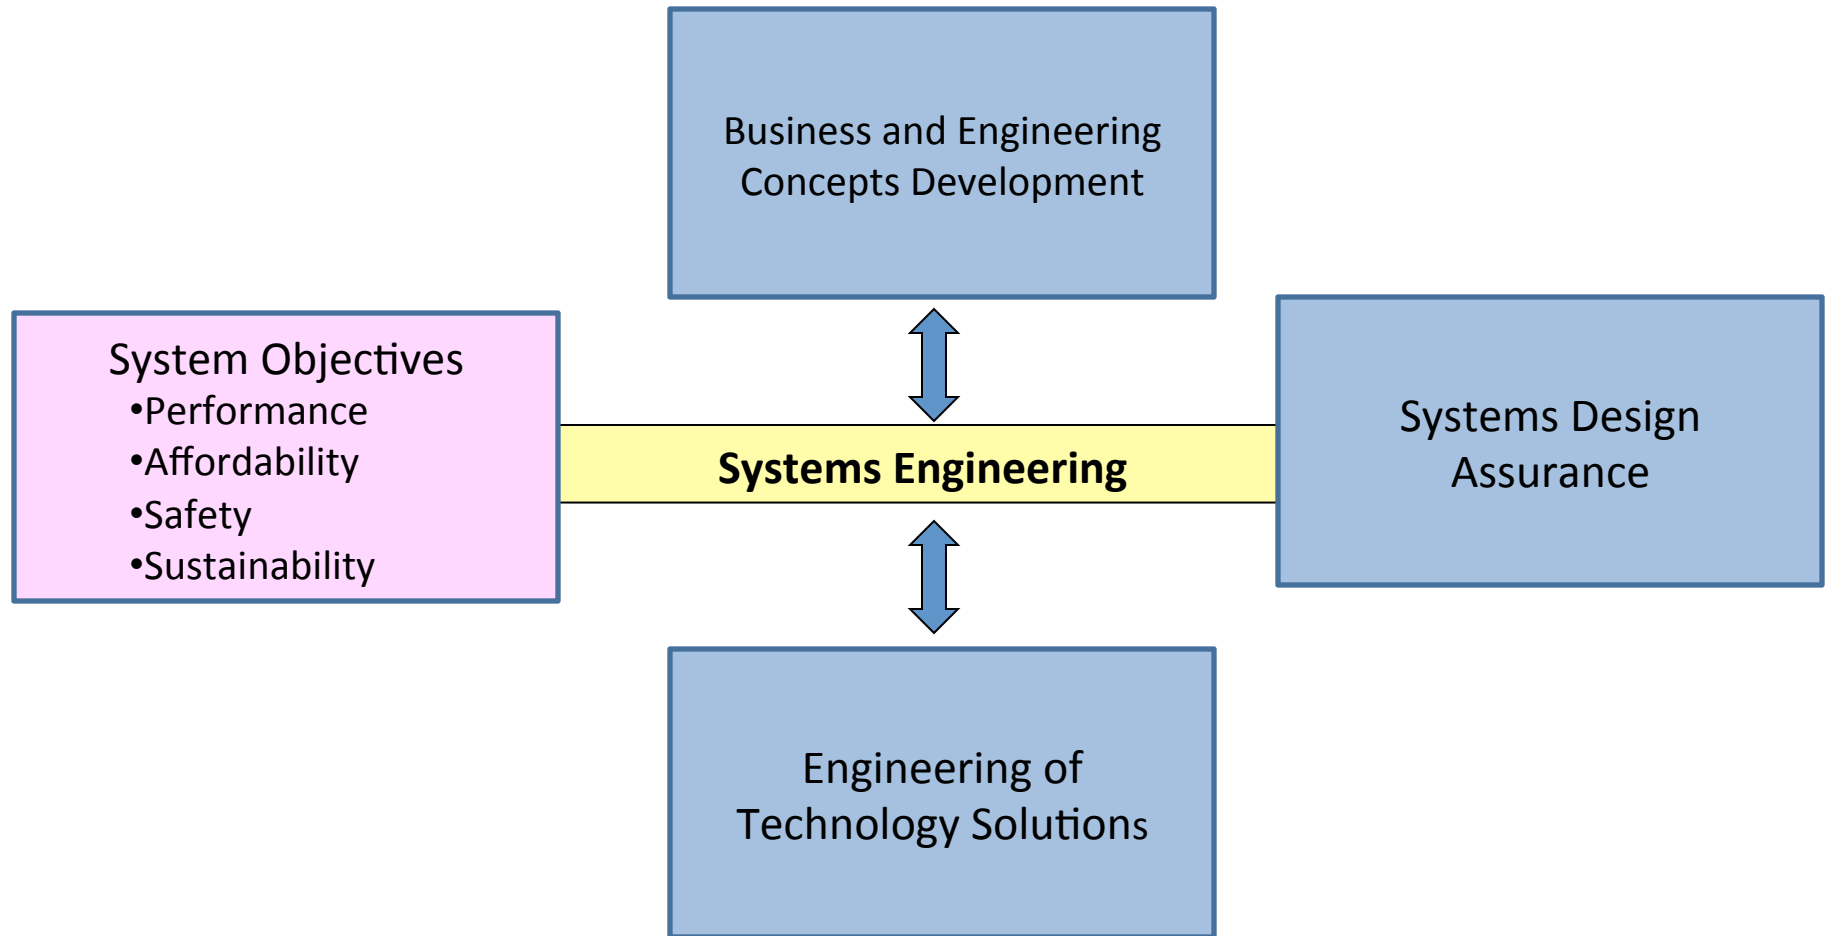 Business and Engineering
Concepts Development
System Objectives
•Performance
•Affordability
•Safety
•Sustainability
Systems Engineering
Systems Design
Assurance
Engineering of
Technology Solutions